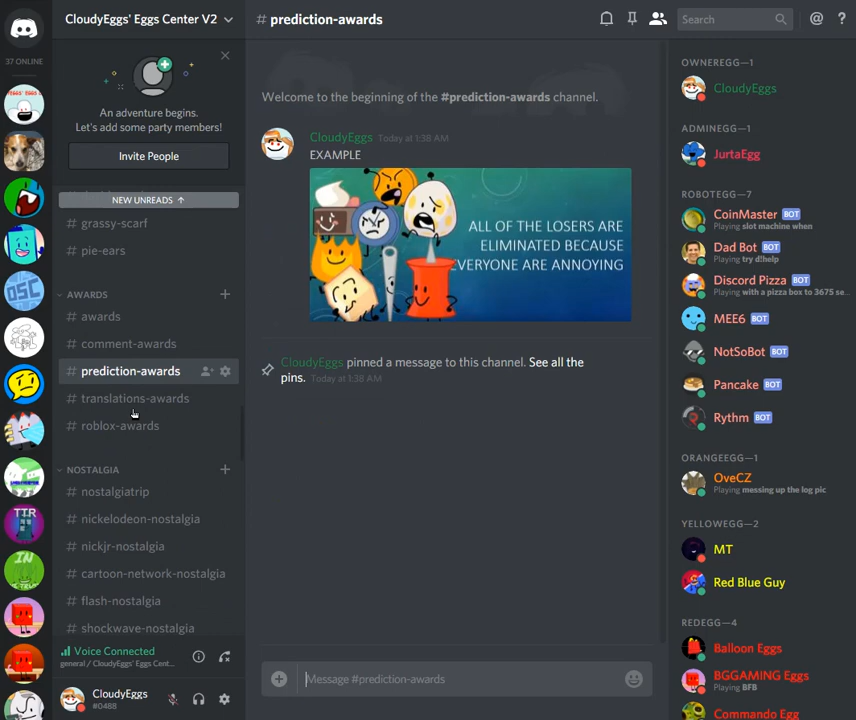 CloudyEggs' Eggs Center V2
# prediction-awards
Search
37 ONLINE
An adventure begins.
Let's add some party members!
Invite People
NEW UNREADS ↑
# grassy-scarf
# pie-ears
AWARDS
# awards
# comment-awards
# prediction-awards
# translations-awards
# roblox-awards
NOSTALGIA
# nostalgiatrip
# nickelodeon-nostalgia
# nickjr-nostalgia
# cartoon-network-nostalgia
# flash-nostalgia
# shockwave-nostalgia
Voice Connected
general / CloudyEggs' Eggs Cent...
CloudyEggs
#0488
OSC
TTR
IN
Welcome to the beginning of the #prediction-awards channel.
CloudyEggs Today at 1:38 AM
EXAMPLE
ALL OF THE LOSERS ARE
ELIMINATED BECAUSE
EVERYONE ARE ANNOYING
CloudyEggs pinned a message to this channel. See all the
pins. Today at 1:38 AM
Message #prediction-awards
OWNEREGG—1
CloudyEggs
ADMINEGG—1
JurtaEgg
ROBOTEGG—7
CoinMaster BOT
Playing slot machine when
Dad Bot BOT
Playing try d!help
Discord Pizza BOT
Playing with a pizza box to 3675 se...
MEE6 BOT
NotSoBot BOT
Pancake BOT
Rythm BOT
ORANGEEGG—1
OveCZ
Playing messing up the log pic
YELLOWEGG—2
MT
Red Blue Guy
REDEGG—4
Balloon Eggs
BGGAMING Eggs
Playing BFB
Commando Egg